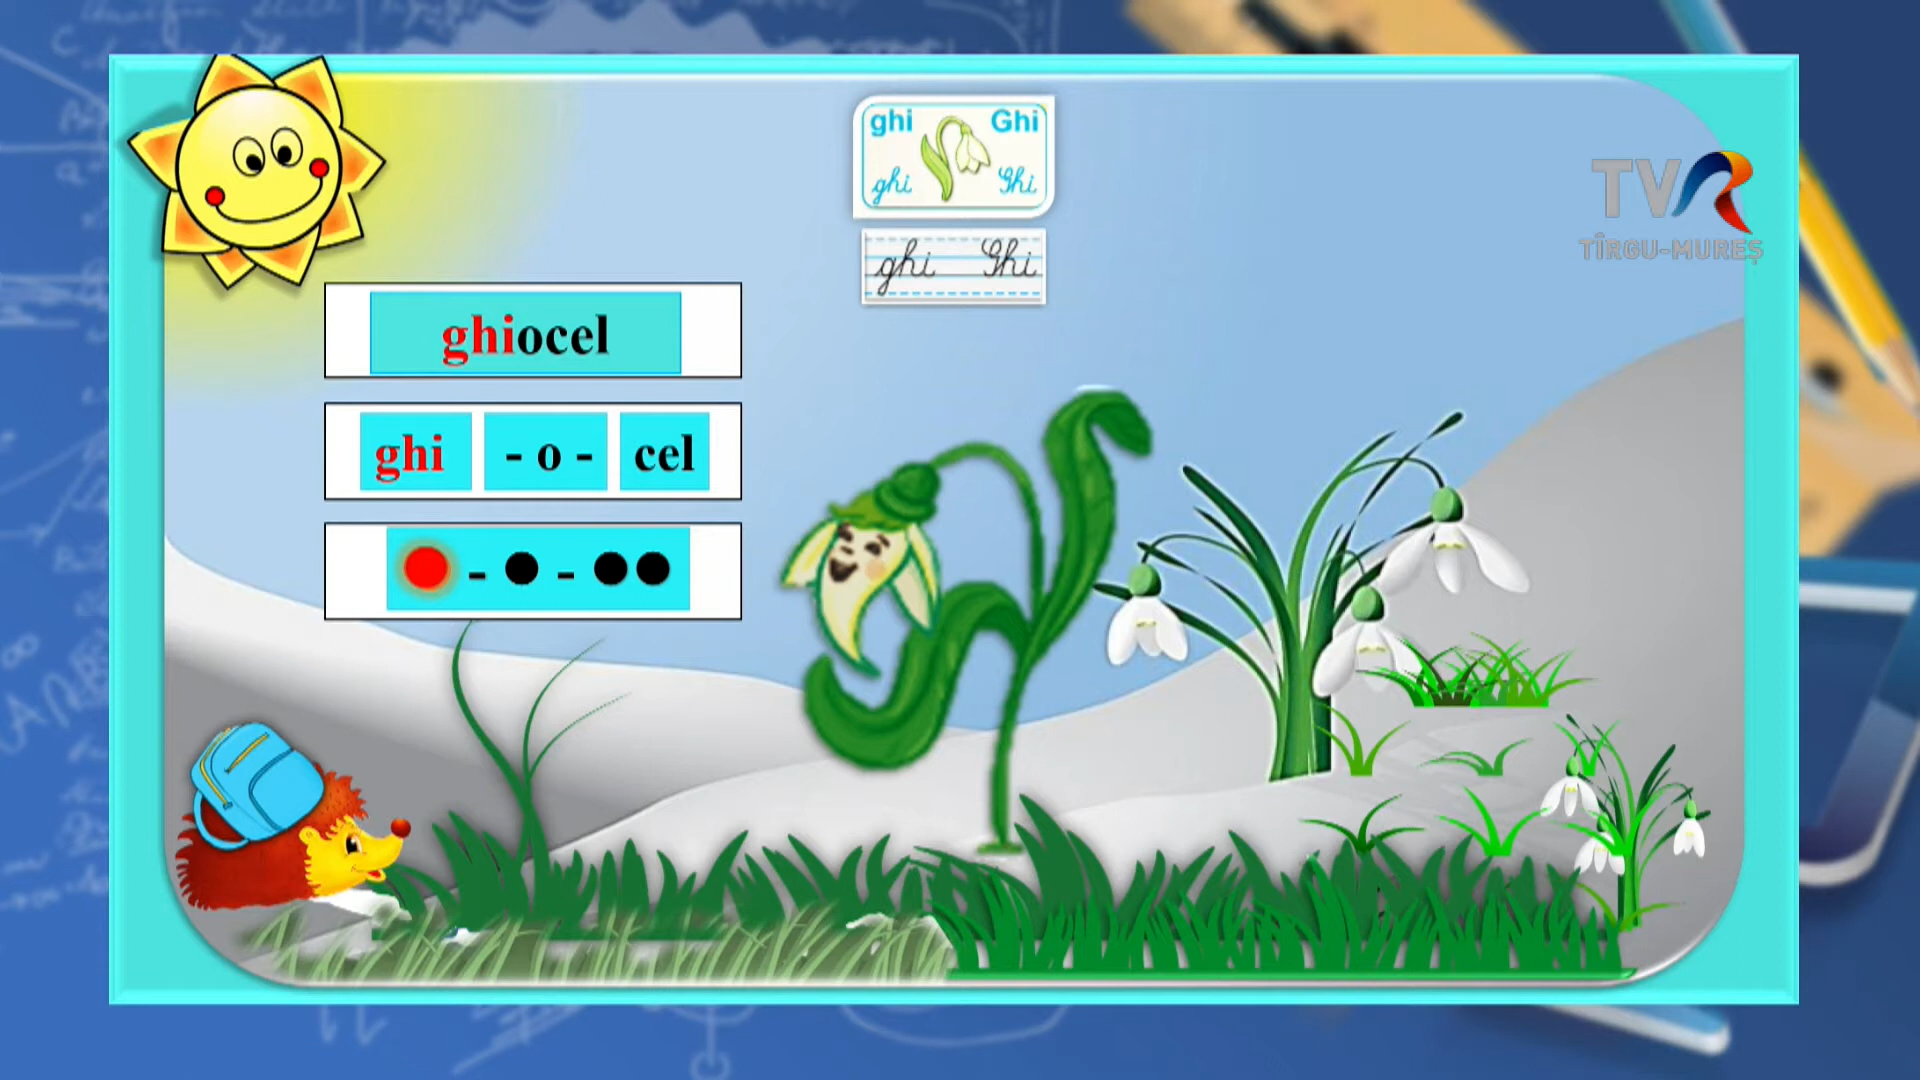 ghi Ghi
ghi Ghi
ghi Ghi
TVR
TÎRGU-MUREȘ
ghiocel
ghi - o - cel